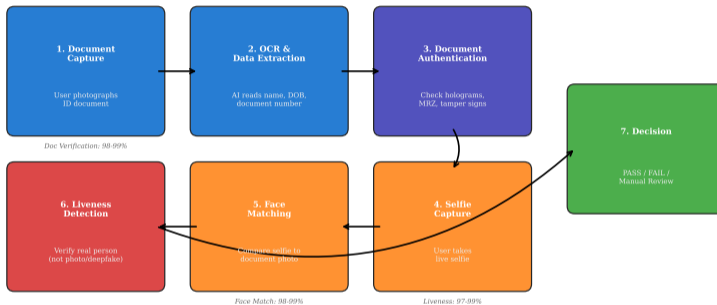 1. Document
Capture
User photographs
ID document
2. OCR &
Data Extraction
AI reads name, DOB,
document number
3. Document
Authentication
Check holograms,
MRZ, tamper signs
Doc Verification: 98-99%
7. Decision
PASS / FAIL /
Manual Review
6. Liveness
Detection
Verify real person
(not photo/deepfake)
5. Face
Matching
Compare selfie to
document photo
4. Selfie
Capture
User takes
live selfie
Face Match: 98-99%
Liveness: 97-99%